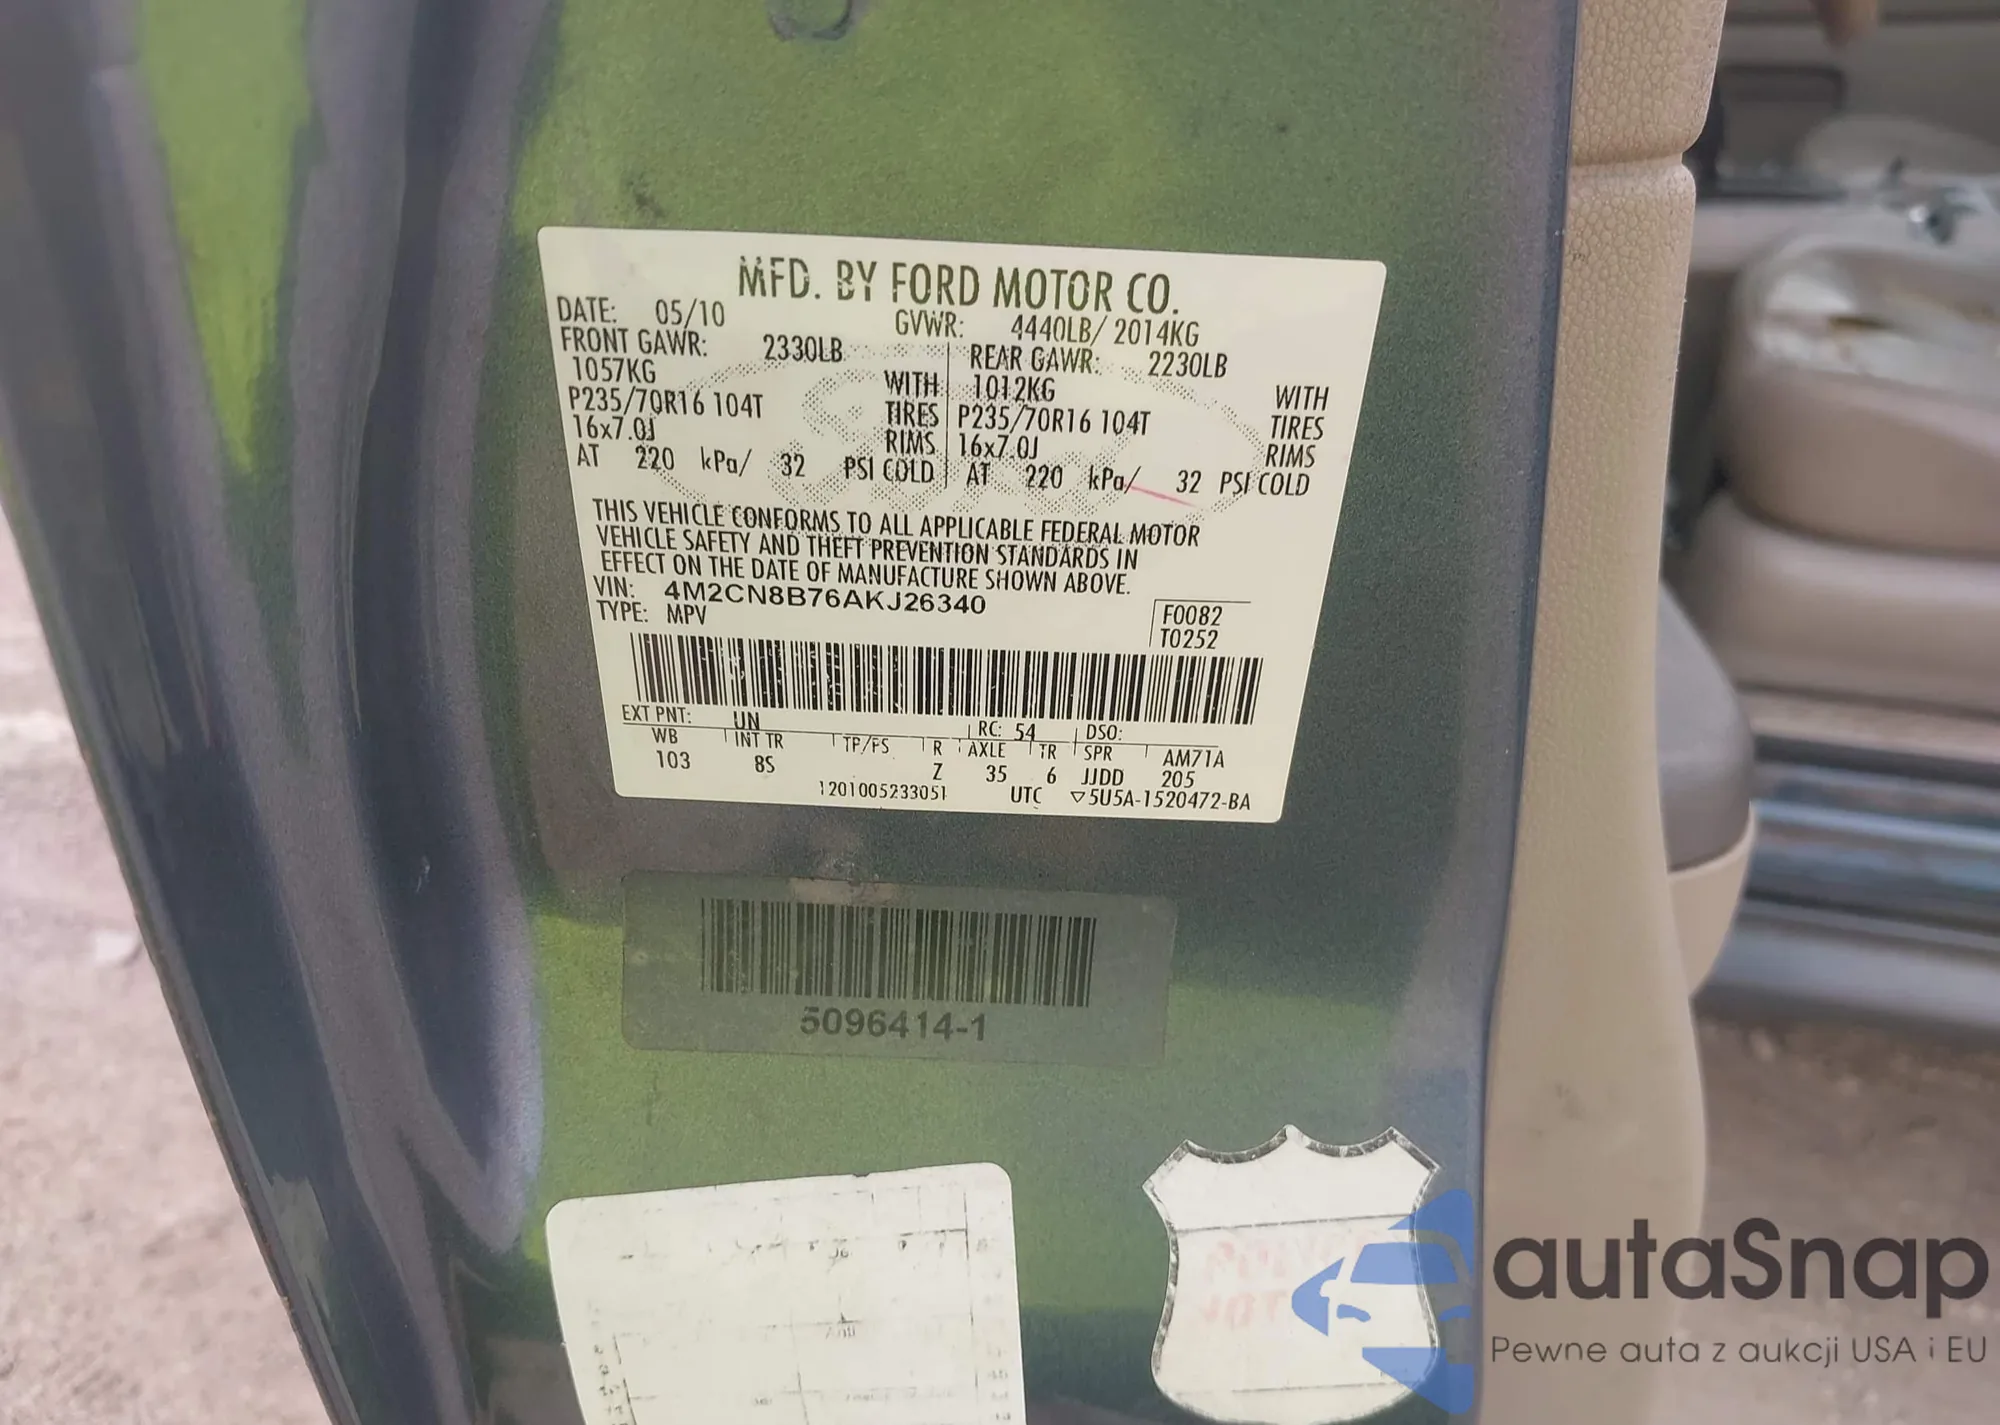 MFD. BY FORD MOTOR CO.
DATE: 05/10 GVWR: 4440LB/ 2014KG
FRONT GAWR: 2330LB REAR GAWR: 2230LB
1057KG WITH 1012KG WITH
P235/70R16 104T TIRES P235/70R16 104T TIRES
16x7.0J RIMS 16x7.0J RIMS
AT 220 kPa/ 32 PSI COLD AT 220 kPa/ 32 PSI COLD
THIS VEHICLE CONFORMS TO ALL APPLICABLE FEDERAL MOTOR
VEHICLE SAFETY AND THEFT PREVENTION STANDARDS IN
EFFECT ON THE DATE OF MANUFACTURE SHOWN ABOVE.
VIN: 4M2CN8B76AKJ26340
TYPE: MPV
F0082
T0252
EXT PNT: UN RC: 54 DSO:
WB INT TR TP/PS R AXLE TR SPR AM71A
103 8S Z 35 6 JJDD 205
1201005233051 UTC ▽5U5A-1520472-BA
5096414-1
autaSnap
Pewne auta z aukcji USA i EU